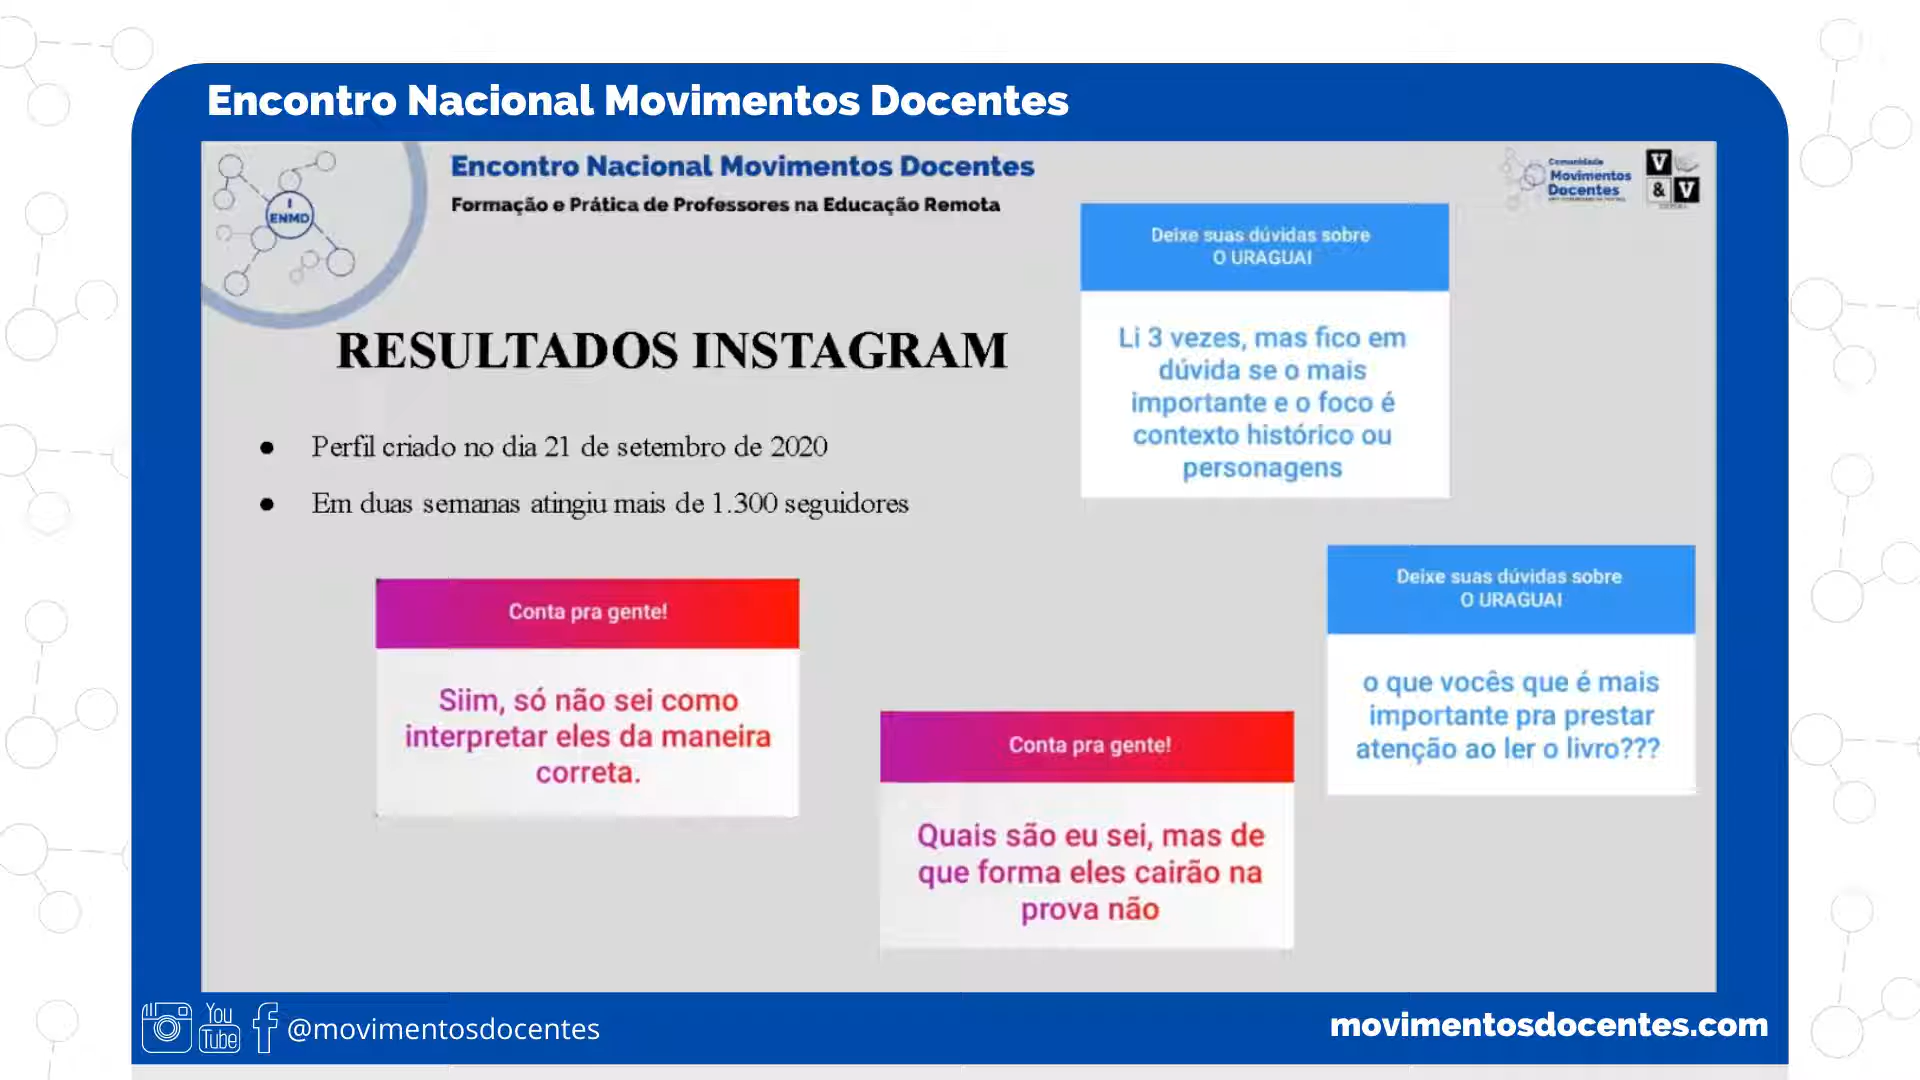 Encontro Nacional Movimentos Docentes
I
ENMD
Encontro Nacional Movimentos Docentes
Formação e Prática de Professores na Educação Remota
Comunidade
Movimentos
Docentes
V
& V
Deixe suas dúvidas sobre
O URAGUAI
Li 3 vezes, mas fico em
dúvida se o mais
importante e o foco é
contexto histórico ou
personagens
RESULTADOS INSTAGRAM
● Perfil criado no dia 21 de setembro de 2020
● Em duas semanas atingiu mais de 1.300 seguidores
Deixe suas dúvidas sobre
O URAGUAI
o que vocês que é mais
importante pra prestar
atenção ao ler o livro???
Conta pra gente!
Siim, só não sei como
interpretar eles da maneira
correta.
Conta pra gente!
Quais são eu sei, mas de
que forma eles cairão na
prova não
You
Tube
@movimentosdocentes
movimentosdocentes.com